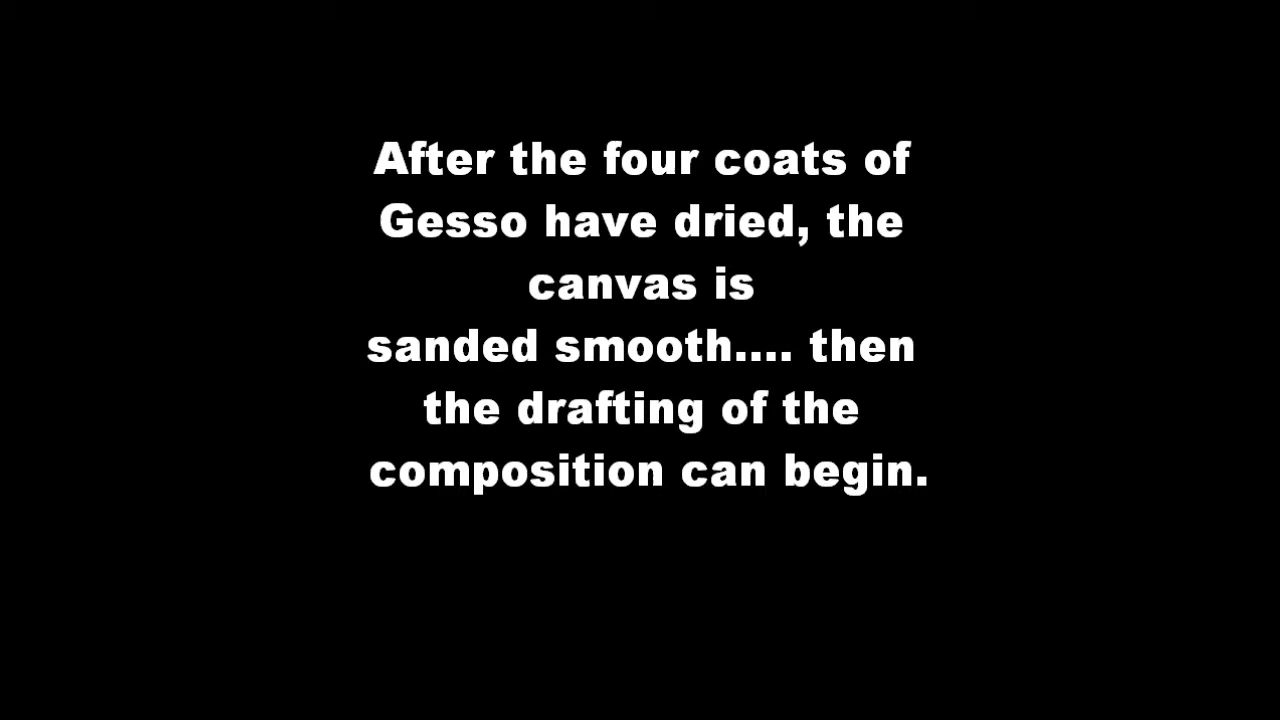 After the four coats of
Gesso have dried, the
canvas is
sanded smooth.... then
the drafting of the
composition can begin.